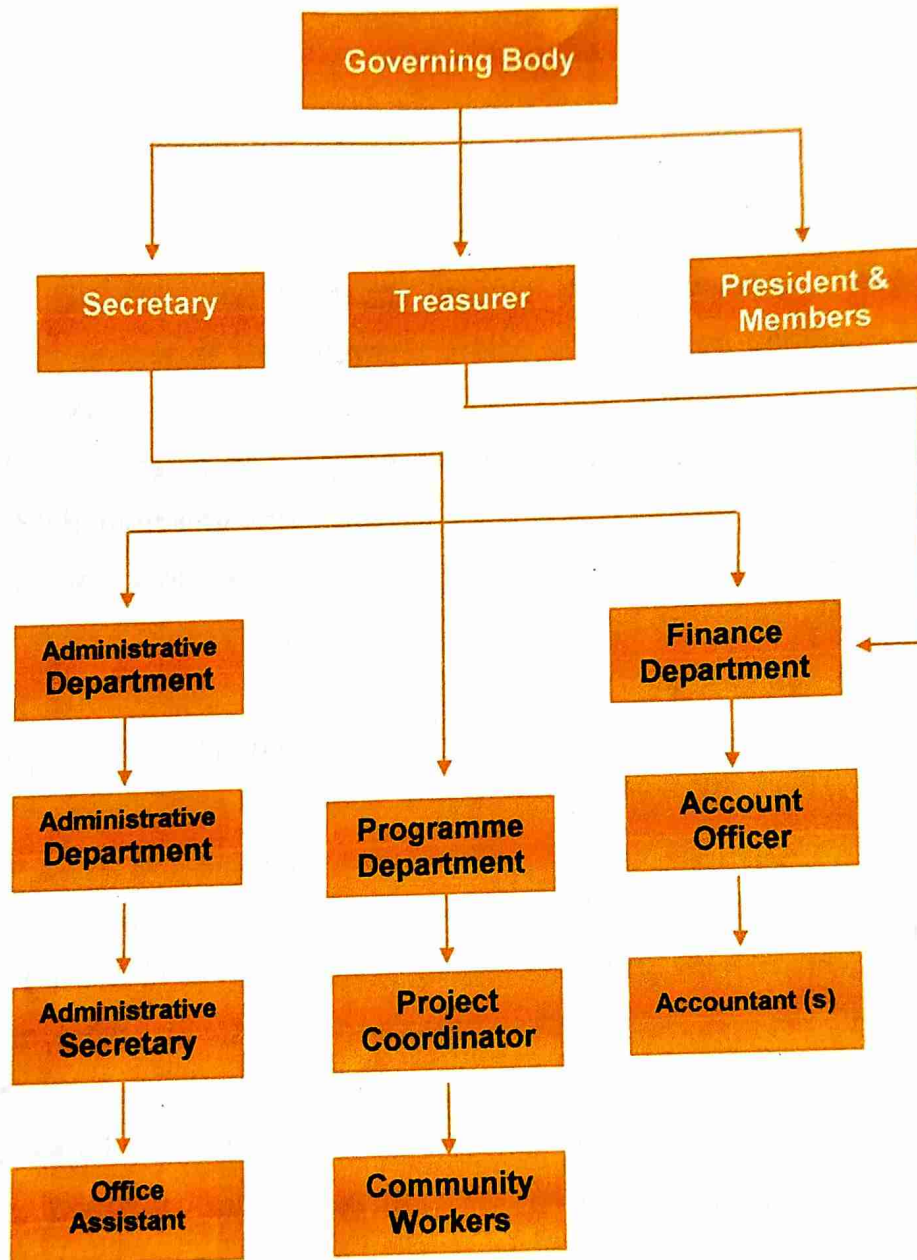 Governing Body
Secretary
Treasurer
President &
Members
Administrative
Department
Finance
Department
Administrative
Department
Programme
Department
Account
Officer
Administrative
Secretary
Project
Coordinator
Accountant (s)
Office
Assistant
Community
Workers